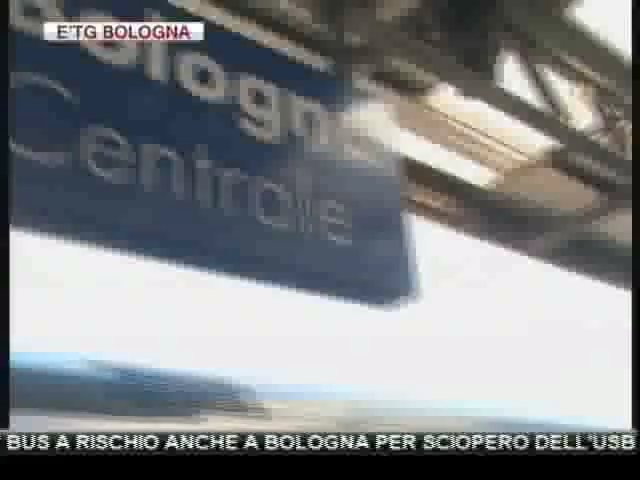 E'TG BOLOGNA
Bologna
Centrale
BUS A RISCHIO ANCHE A BOLOGNA PER SCIOPERO DELL'USB